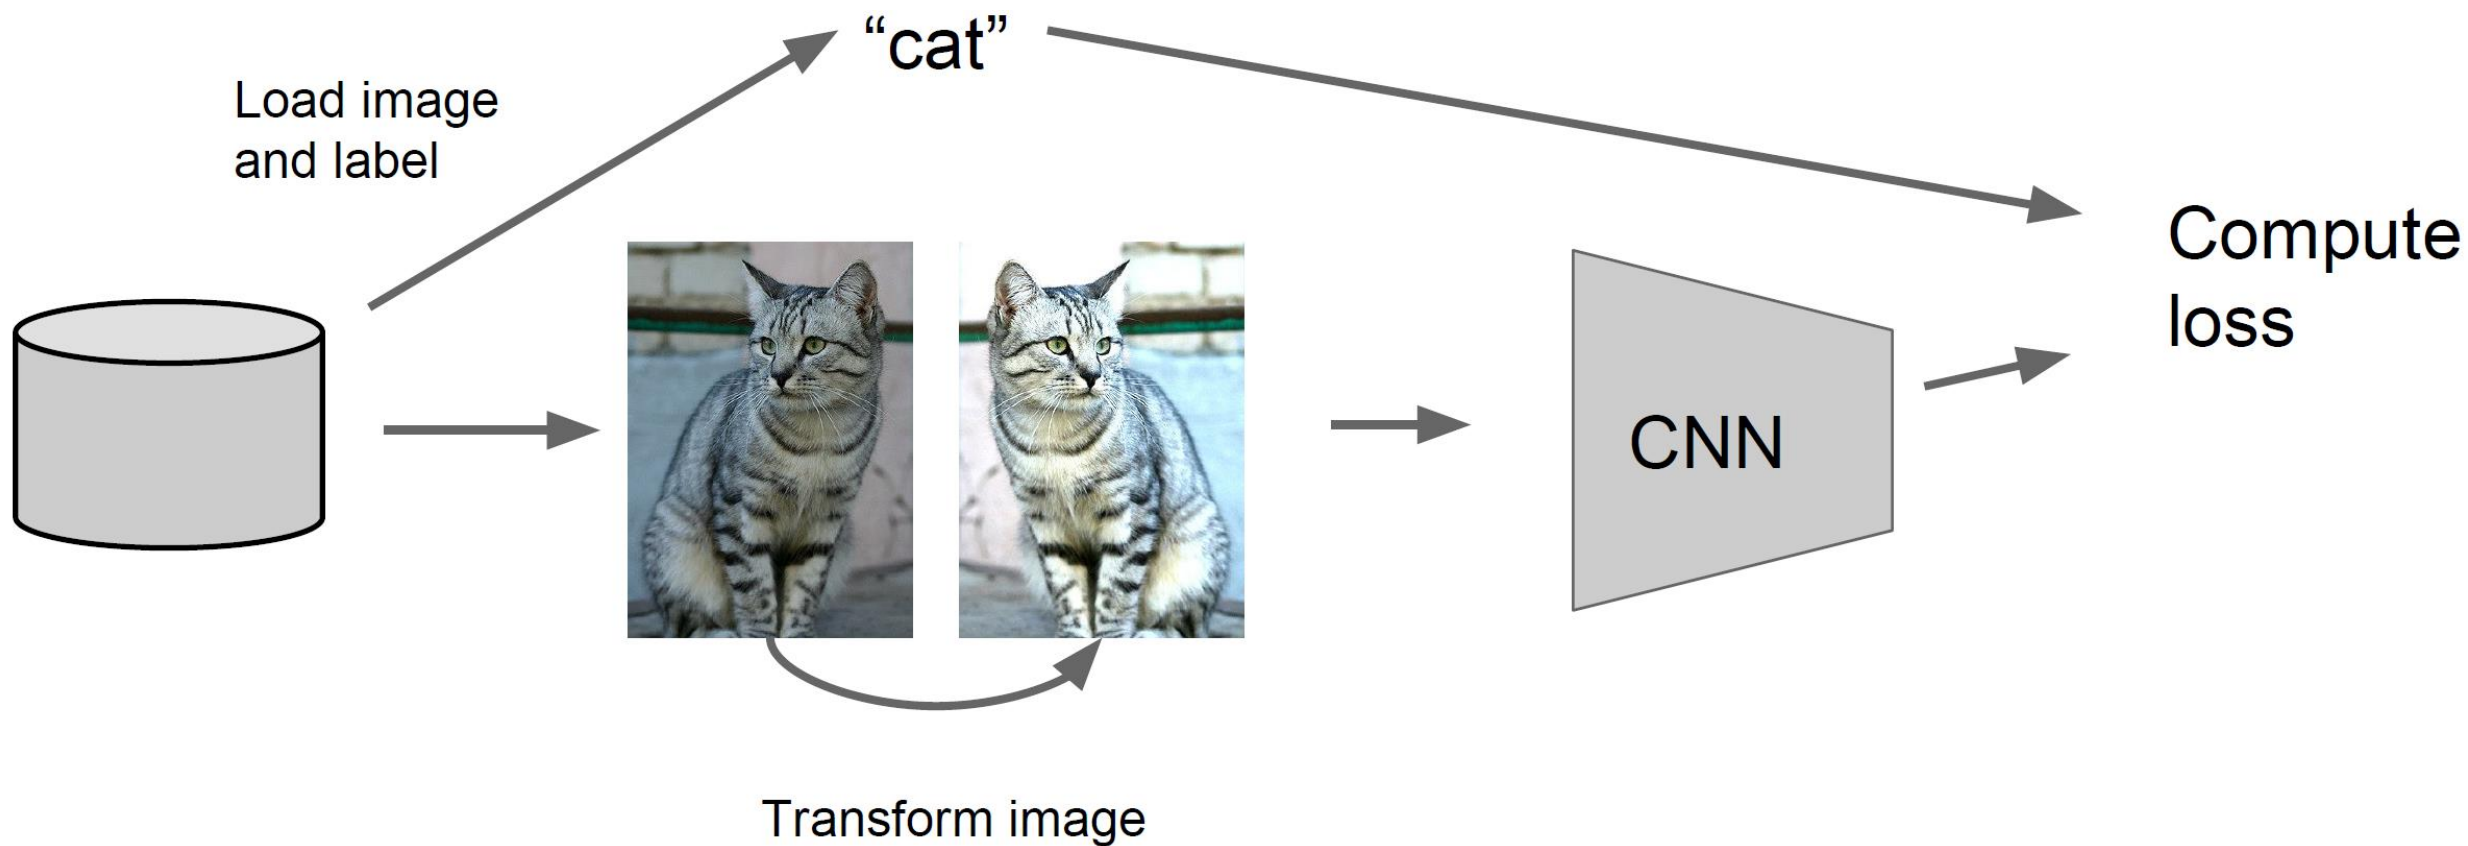 “cat”
Load image
and label
Compute
loss
CNN
Transform image